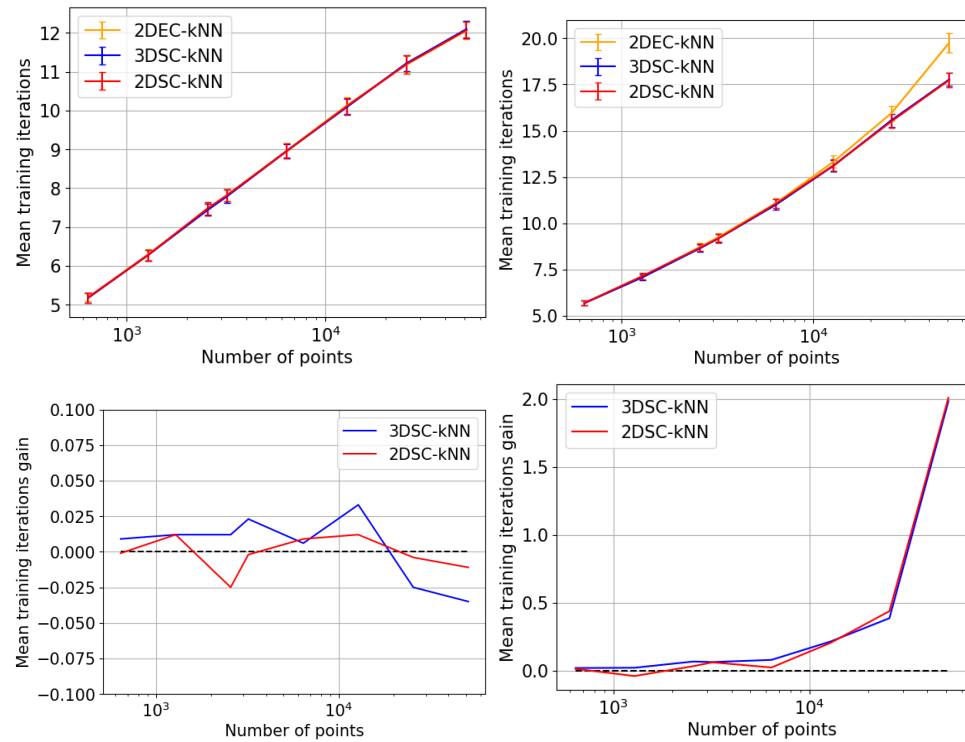 2DEC-kNN
3DSC-kNN
2DSC-kNN
Mean training iterations
12
11
10
9
8
7
6
5
10³
10⁴
Number of points
2DEC-kNN
3DSC-kNN
2DSC-kNN
Mean training iterations
20.0
17.5
15.0
12.5
10.0
7.5
5.0
10³
10⁴
Number of points
3DSC-kNN
2DSC-kNN
Mean training iterations gain
0.100
0.075
0.050
0.025
0.000
−0.025
−0.050
−0.075
−0.100
10³
10⁴
Number of points
3DSC-kNN
2DSC-kNN
Mean training iterations gain
2.0
1.5
1.0
0.5
0.0
10³
10⁴
Number of points